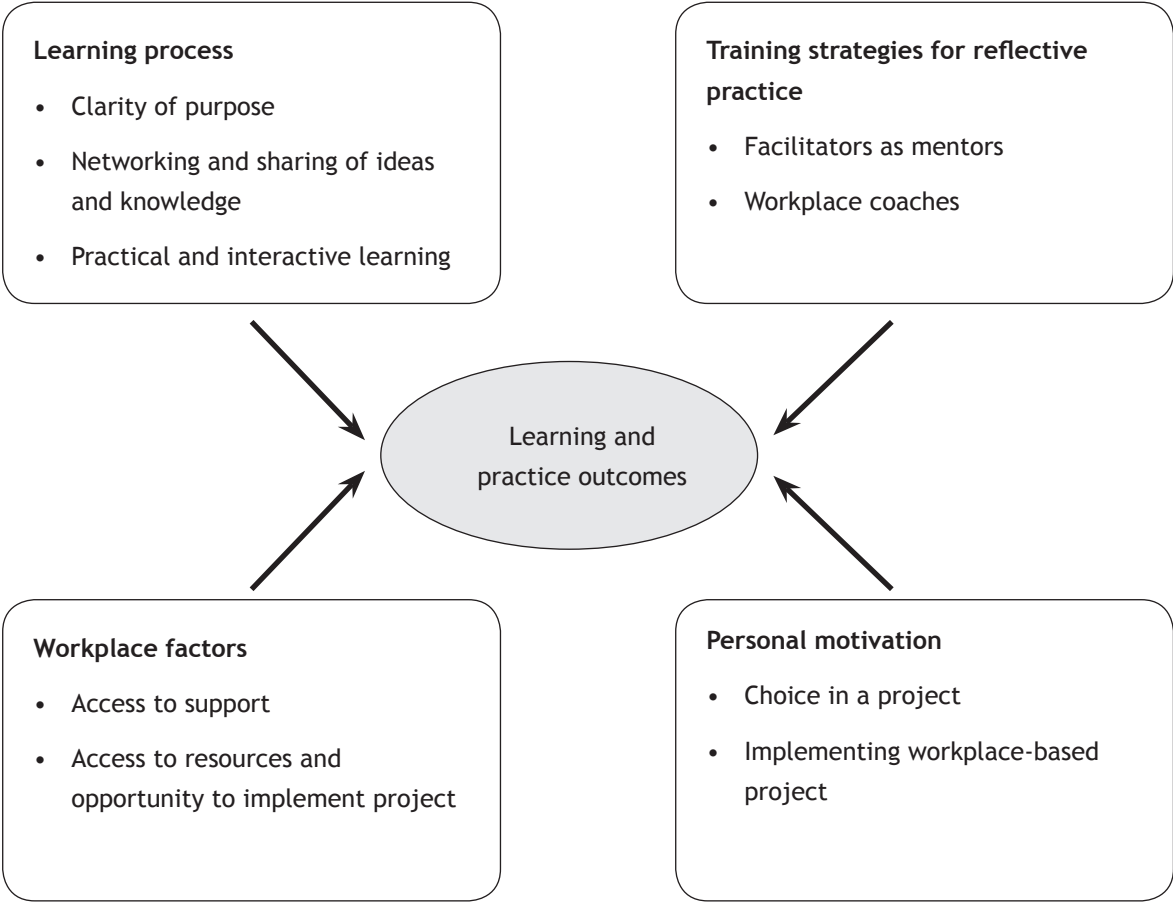 Learning process
• Clarity of purpose
• Networking and sharing of ideas
and knowledge
• Practical and interactive learning
Training strategies for reflective
practice
• Facilitators as mentors
• Workplace coaches
Learning and
practice outcomes
Workplace factors
• Access to support
• Access to resources and
opportunity to implement project
Personal motivation
• Choice in a project
• Implementing workplace-based
project